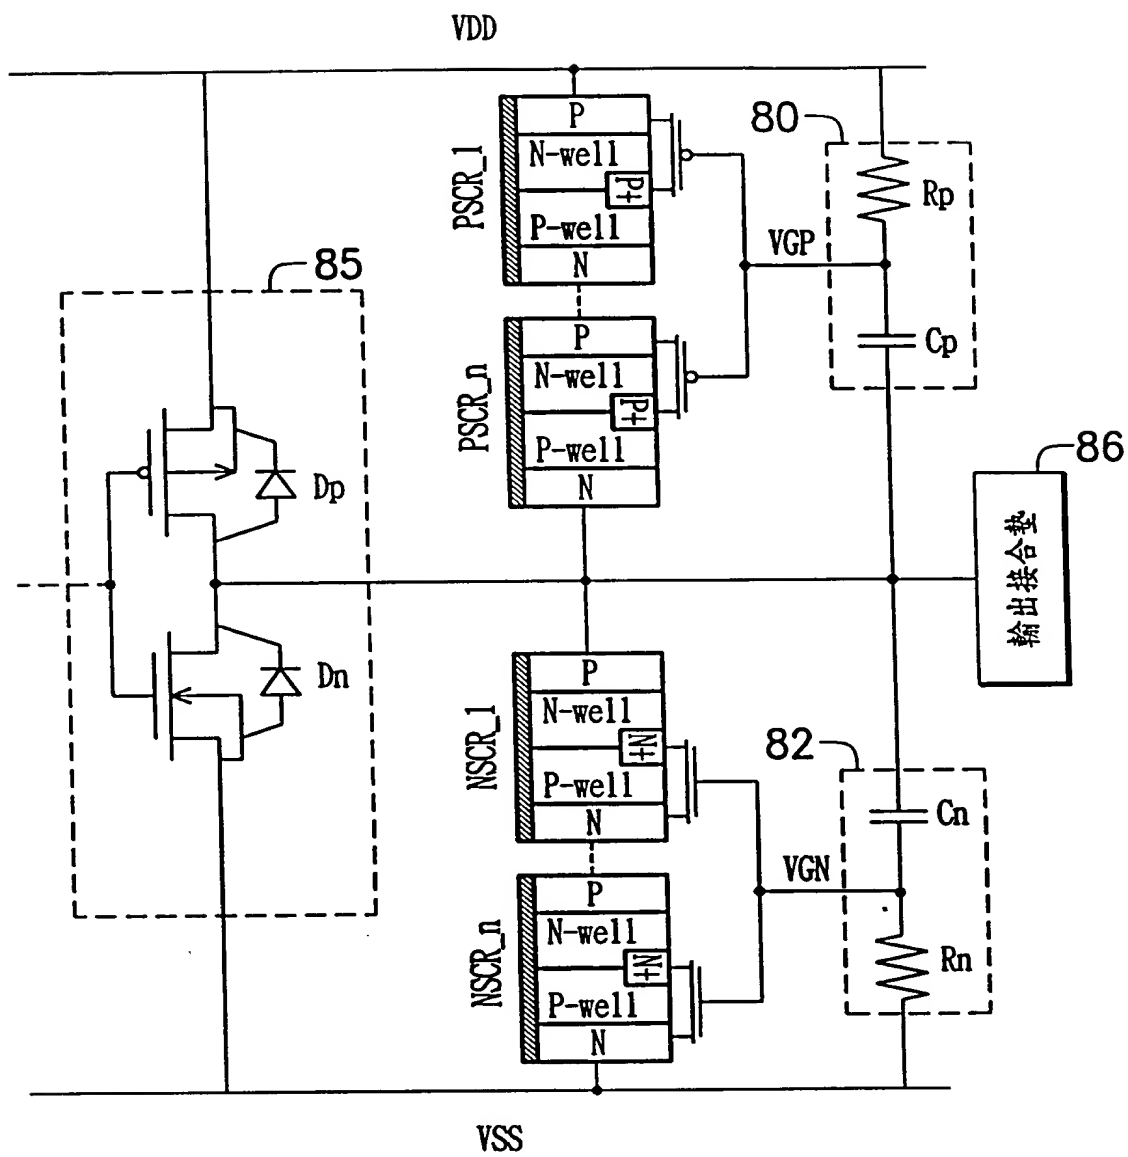 VDD
PSCR_1
P
N-well
P+
P-well
N
80
Rp
VGP
Cp
85
PSCR_n
P
N-well
P+
P-well
N
Dp
86
輸出接合墊
Dn
NSCR_1
P
N-well
N+
P-well
N
82
Cn
VGN
NSCR_n
P
N-well
N+
P-well
N
Rn
VSS